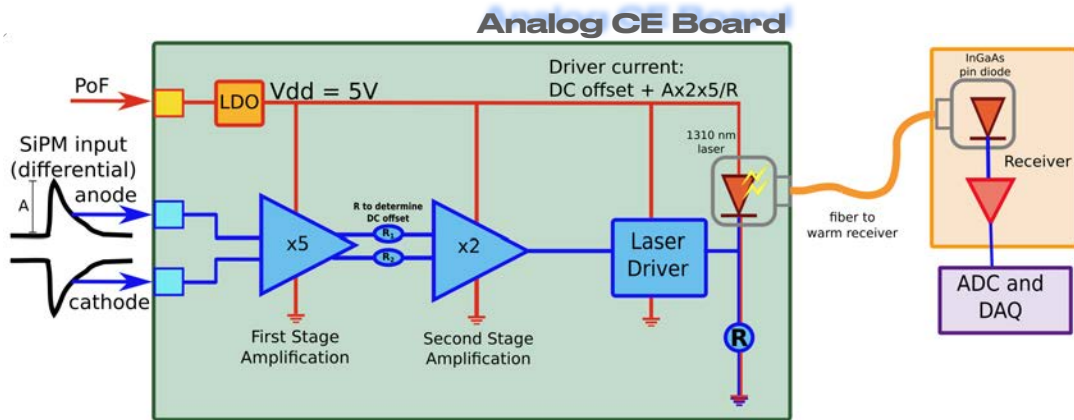 Analog CE Board
PoF
LDO
Vdd = 5V
Driver current:
DC offset + Ax2x5/R
SiPM input
(differential)
anode
A
cathode
x5
R to determine
DC offset
R₁
R₂
x2
First Stage
Amplification
Second Stage
Amplification
Laser
Driver
1310 nm
laser
R
fiber to
warm receiver
InGaAs
pin diode
Receiver
ADC and
DAQ